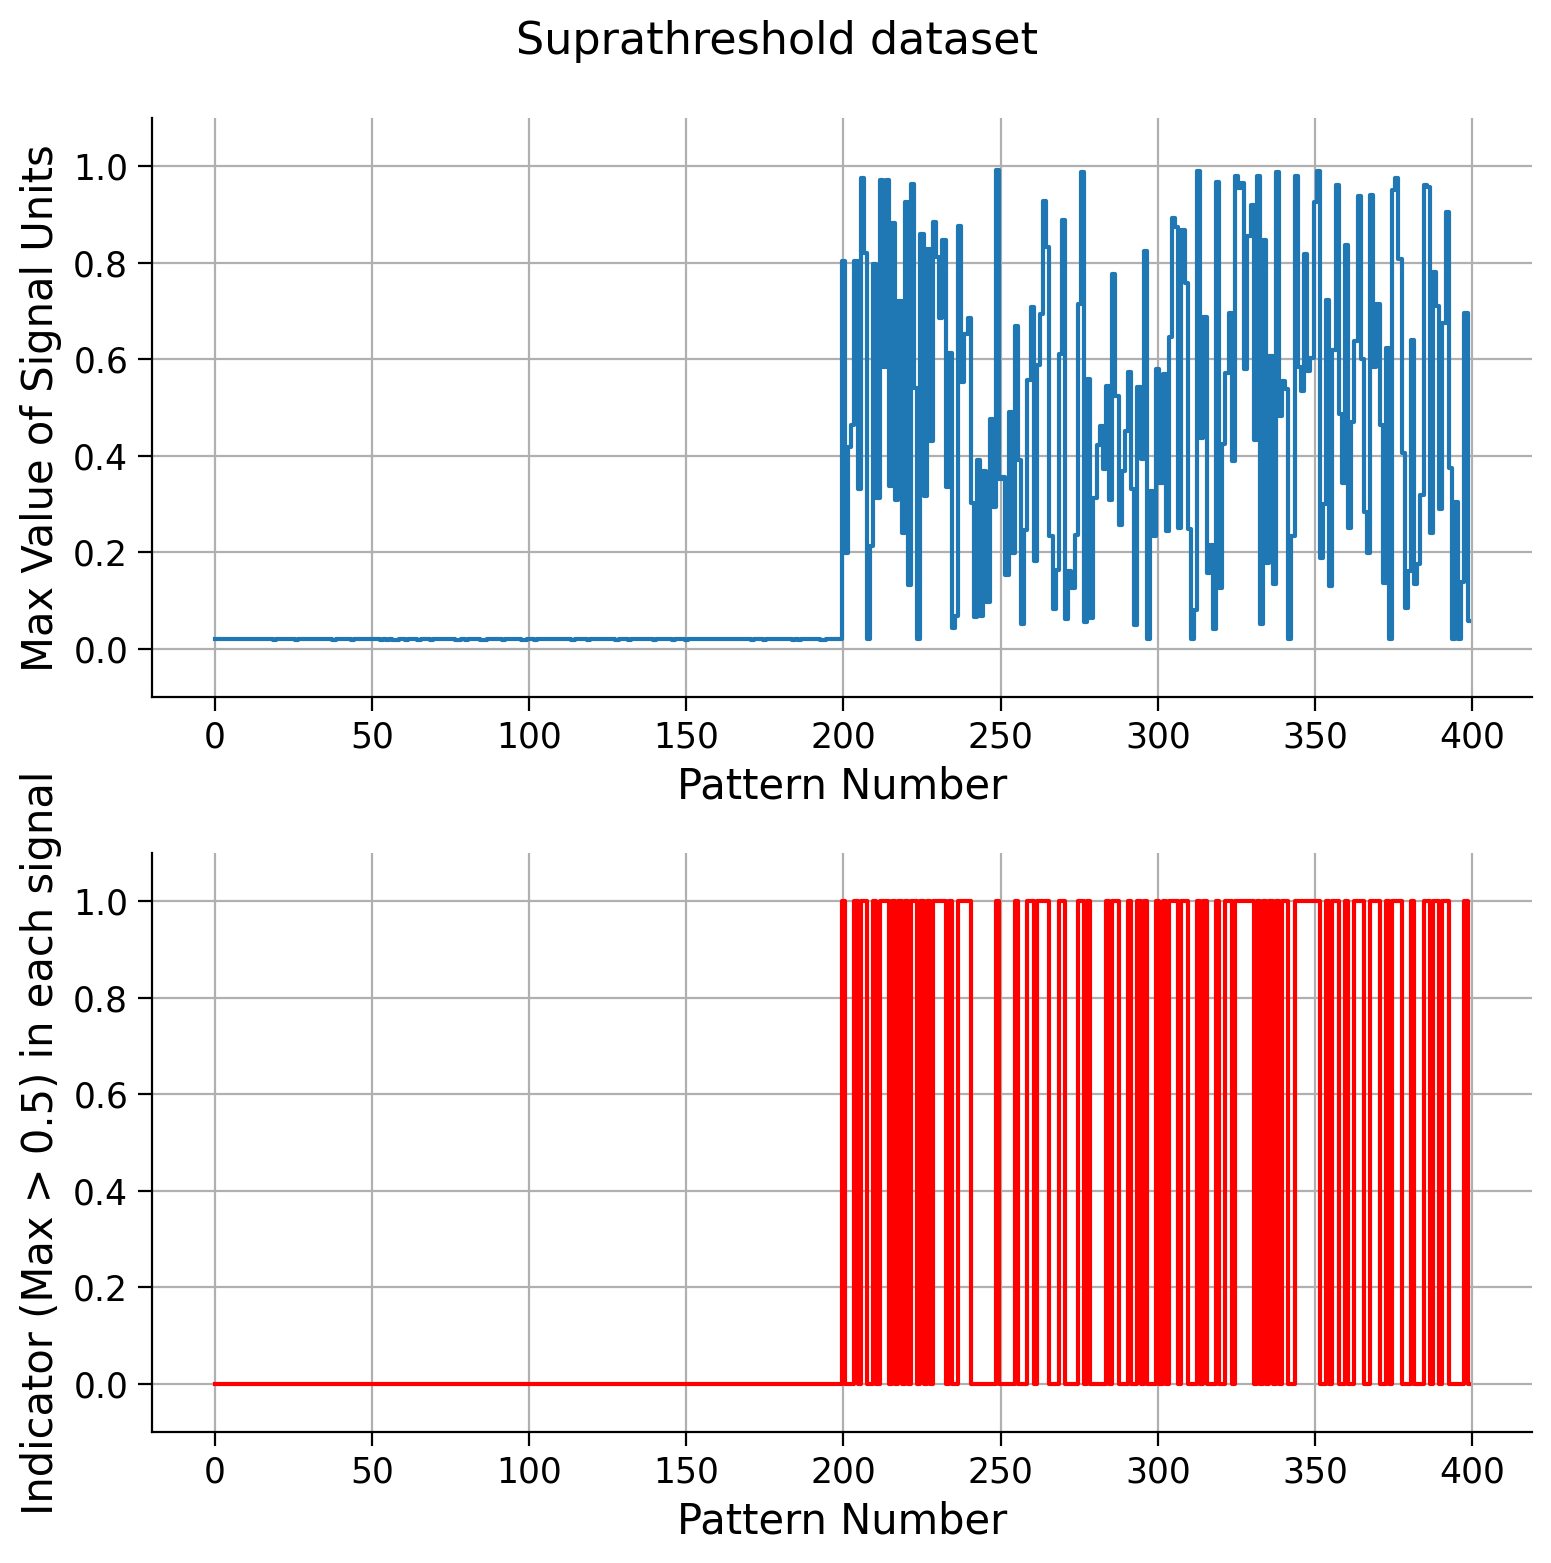 Suprathreshold dataset
Max Value of Signal Units
1.0
0.8
0.6
0.4
0.2
0.0
0 50 100 150 200 250 300 350 400
Pattern Number
Indicator (Max > 0.5) in each signal
1.0
0.8
0.6
0.4
0.2
0.0
0 50 100 150 200 250 300 350 400
Pattern Number